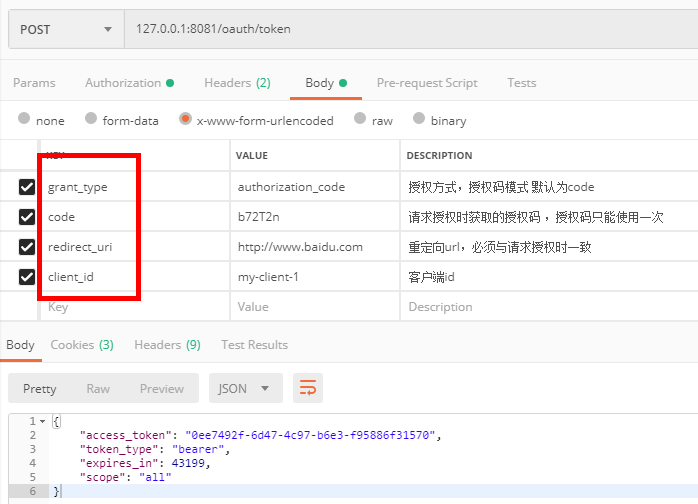 POST 127.0.0.1:8081/oauth/token
Params Authorization Headers (2) Body Pre-request Script Tests
none form-data x-www-form-urlencoded raw binary
KEY VALUE DESCRIPTION
grant_type authorization_code 授权方式，授权码模式 默认为code
code b72T2n 请求授权时获取的授权码 ，授权码只能使用一次
redirect_uri http://www.baidu.com 重定向url，必须与请求授权时一致
client_id my-client-1 客户端id
Key Value Description
Body Cookies (3) Headers (9) Test Results
Pretty Raw Preview JSON
1 {
2 "access_token": "0ee7492f-6d47-4c97-b6e3-f95886f31570",
3 "token_type": "bearer",
4 "expires_in": 43199,
5 "scope": "all"
6 }